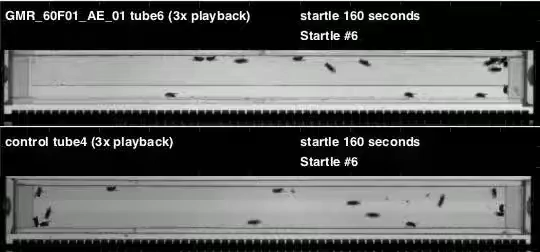 GMR_60F01_AE_01 tube6 (3x playback) startle 160 seconds
Startle #6
control tube4 (3x playback) startle 160 seconds
Startle #6